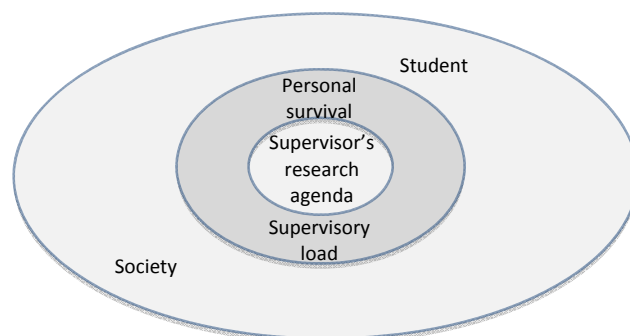 Student
Personal
survival
Supervisor’s
research
agenda
Supervisory
load
Society